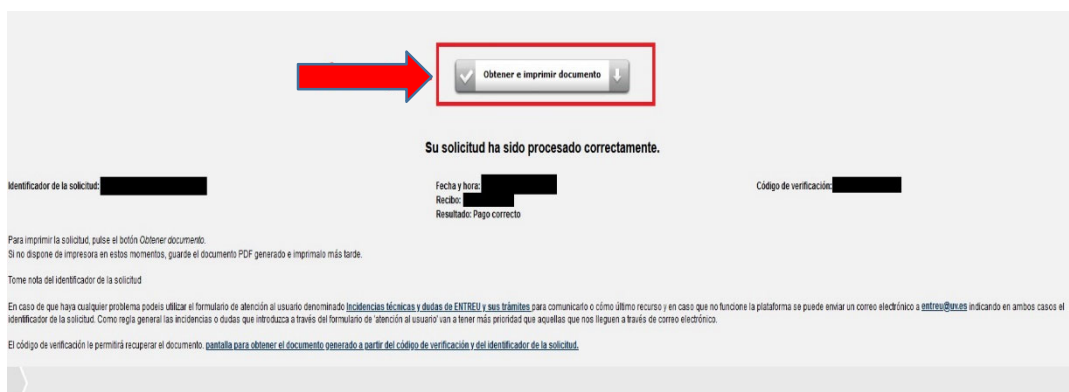 Obtener e imprimir documento
Su solicitud ha sido procesado correctamente.
Identificador de la solicitud:
Fecha y hora:
Código de verificación:
Recibo:
Resultado: Pago correcto
Para imprimir la solicitud, pulse el botón Obtener documento.
Si no dispone de impresora en estos momentos, guarde el documento PDF generado e imprimalo más tarde.
Tome nota del identificador de la solicitud
En caso de que haya cualquier problema podeis utilizar el formulario de atención al usuario denominado Incidencias técnicas y dudas de ENTREU y sus trámites para comunicarlo o cómo último recurso y en caso que no funcione la plataforma se puede enviar un correo electrónico a entreu@uv.es indicando en ambos casos el
identificador de la solicitud. Como regla general las incidencias o dudas que introduzca a través del formulario de 'atención al usuario' van a tener más prioridad que aquellas que nos lleguen a través de correo electrónico.
El código de verificación le permitirá recuperar el documento. pantalla para obtener el documento generado a partir del código de verificación y del identificador de la solicitud.